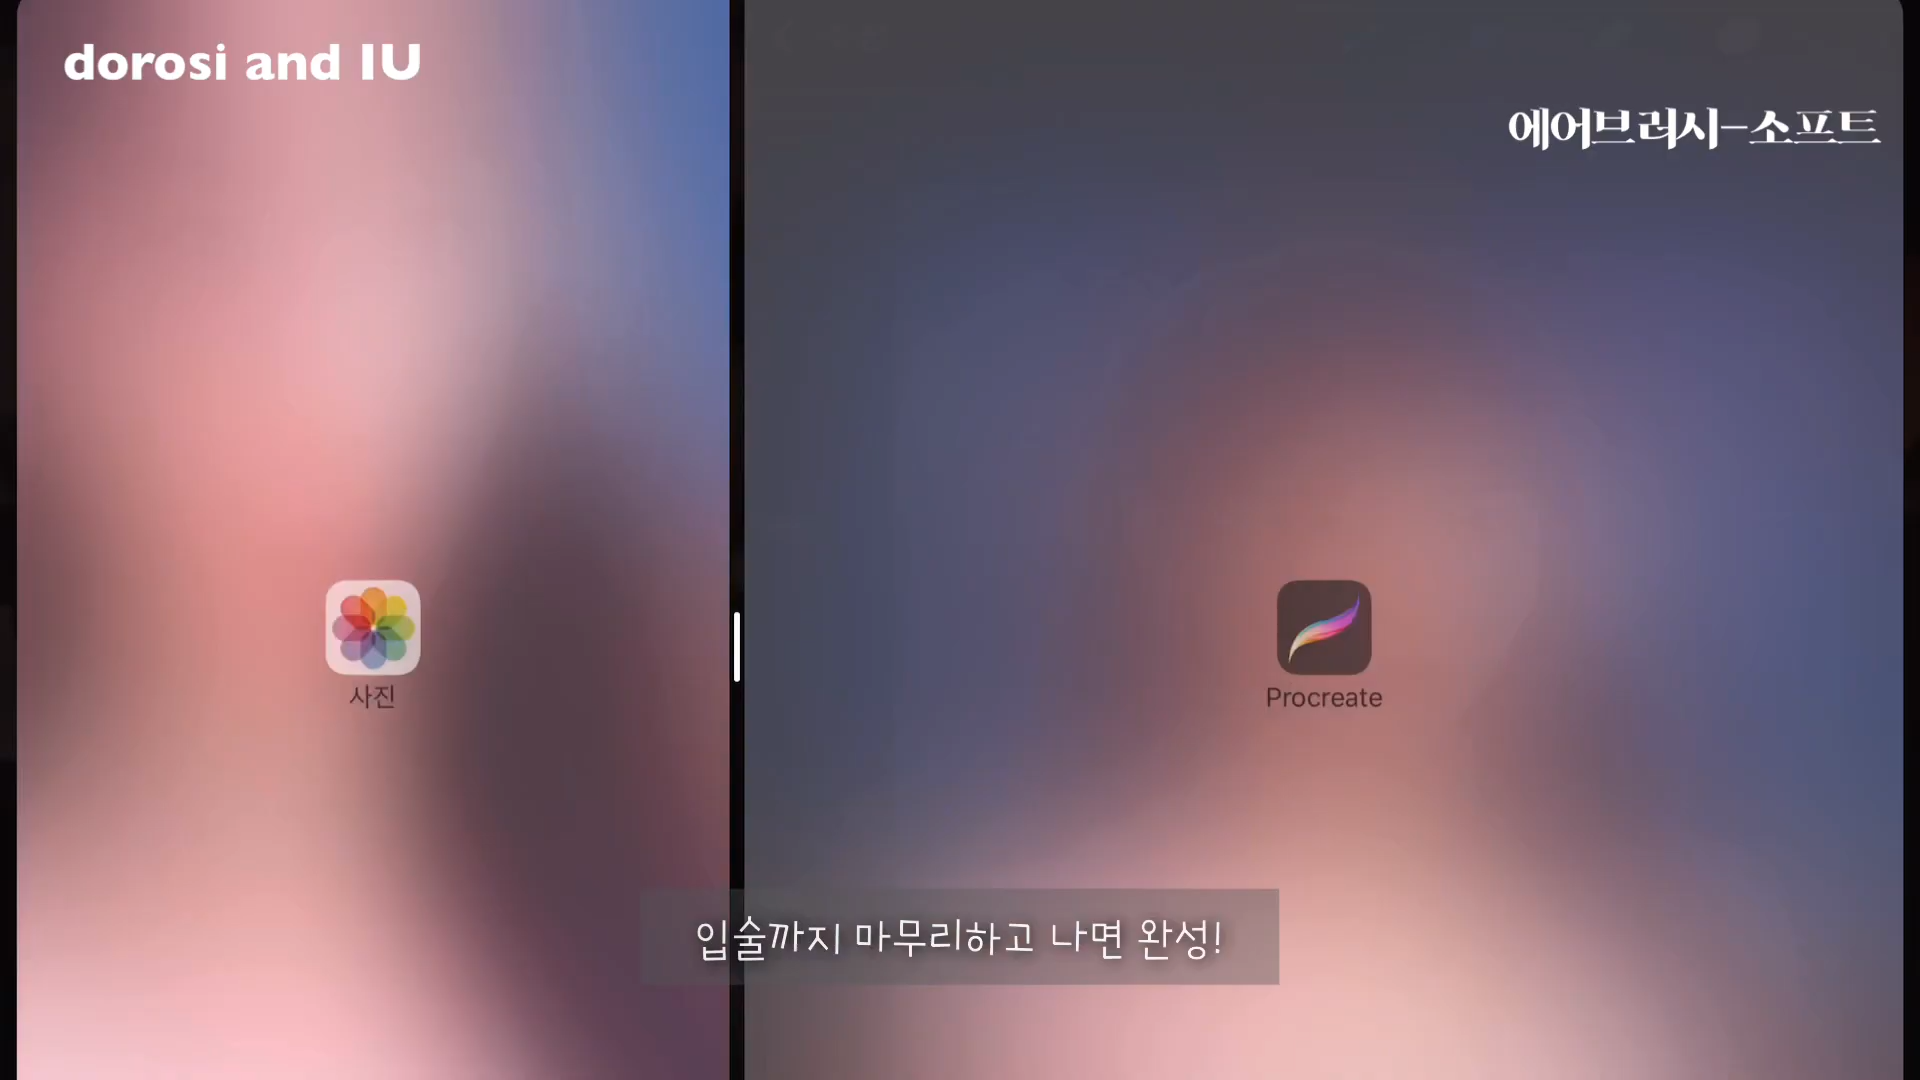 dorosi and IU
에어브러시-소프트
사진
Procreate
입술까지 마무리하고 나면 완성!